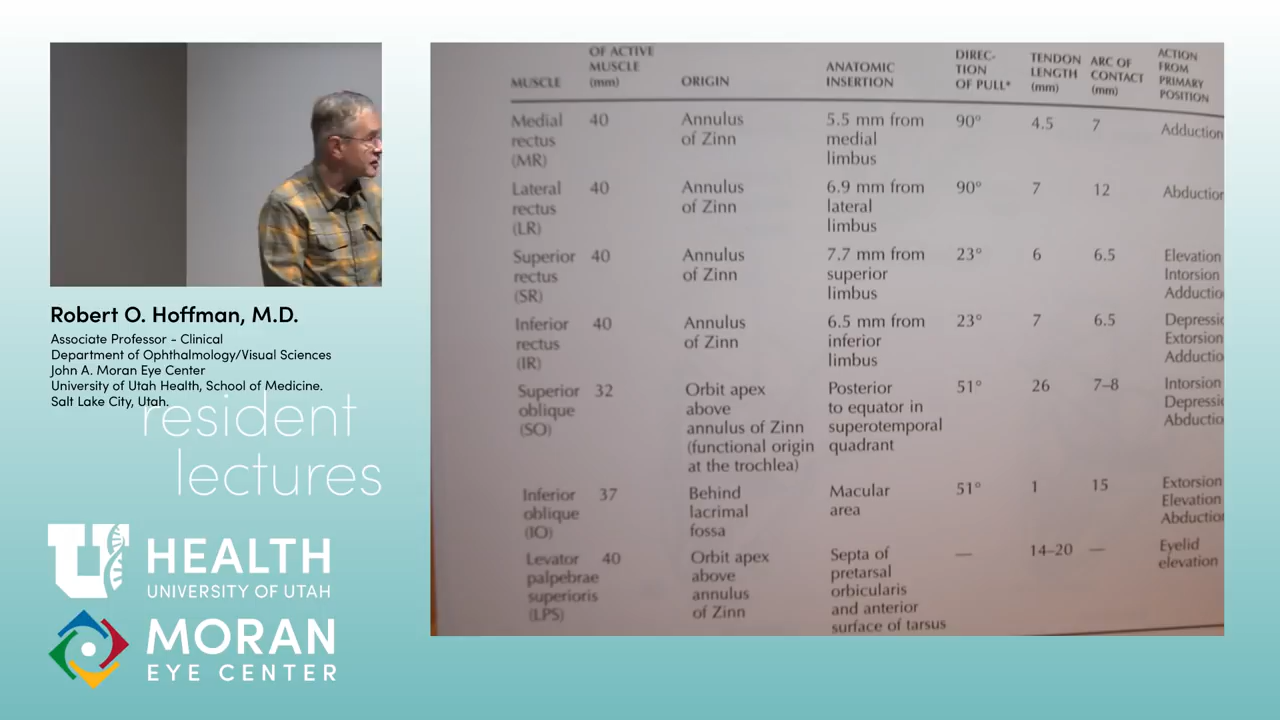 Robert O. Hoffman, M.D.
Associate Professor - Clinical
Department of Ophthalmology/Visual Sciences
John A. Moran Eye Center
University of Utah Health, School of Medicine.
Salt Lake City, Utah.
resident
lectures
U HEALTH
UNIVERSITY OF UTAH
MORAN
EYE CENTER
MUSCLE
OF ACTIVE
MUSCLE
(mm)
ORIGIN
ANATOMIC
INSERTION
DIREC-
TION
OF PULL*
TENDON
LENGTH
(mm)
ARC OF
CONTACT
(mm)
ACTION
FROM
PRIMARY
POSITION
Medial 40 Annulus 5.5 mm from 90° 4.5 7 Adduction
rectus of Zinn medial
(MR) limbus
Lateral 40 Annulus 6.9 mm from 90° 7 12 Abduction
rectus of Zinn lateral
(LR) limbus
Superior 40 Annulus 7.7 mm from 23° 6 6.5 Elevation
rectus of Zinn superior Intorsion
(SR) limbus Adductio
Inferior 40 Annulus 6.5 mm from 23° 7 6.5 Depressio
rectus of Zinn inferior Extorsion
(IR) limbus Adductio
Superior 32 Orbit apex Posterior 51° 26 7–8 Intorsion
oblique above to equator in Depressio
(SO) annulus of Zinn superotemporal Abductio
(functional origin quadrant
at the trochlea)
Inferior 37 Behind Macular 51° 1 15 Extorsion
oblique lacrimal area Elevation
(IO) fossa Abduction
Levator 40 Orbit apex Septa of — 14–20 — Eyelid
palpebrae above pretarsal elevation
superioris annulus orbicularis
(LPS) of Zinn and anterior
surface of tarsus